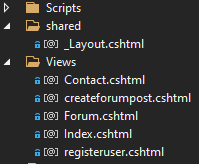 Scripts
shared
[@] _Layout.cshtml
Views
[@] Contact.cshtml
[@] createforumpost.cshtml
[@] Forum.cshtml
[@] Index.cshtml
[@] registeruser.cshtml